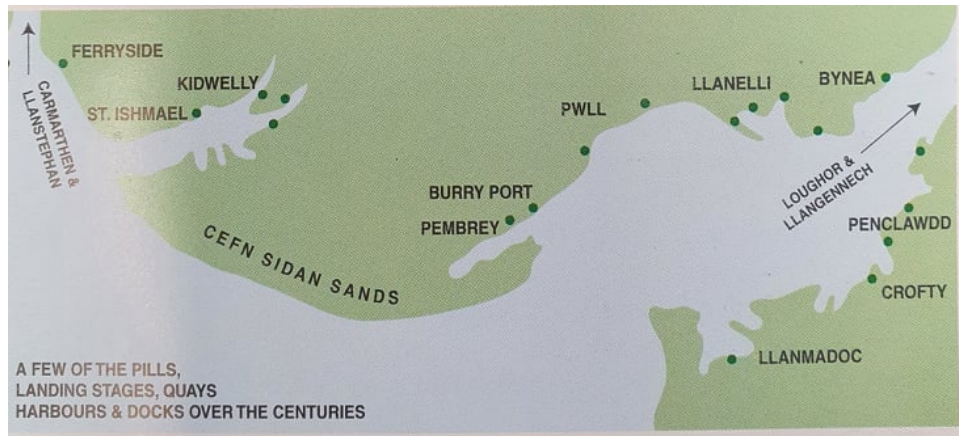 FERRYSIDE
CARMARTHEN &
LLANSTEPHAN
KIDWELLY
ST. ISHMAEL
LLANELLI
BYNEA
PWLL
LOUGHOR &
LLANGENNECH
BURRY PORT
PEMBREY
PENCLAWDD
CEFN SIDAN SANDS
CROFTY
LLANMADOC
A FEW OF THE PILLS,
LANDING STAGES, QUAYS
HARBOURS & DOCKS OVER THE CENTURIES